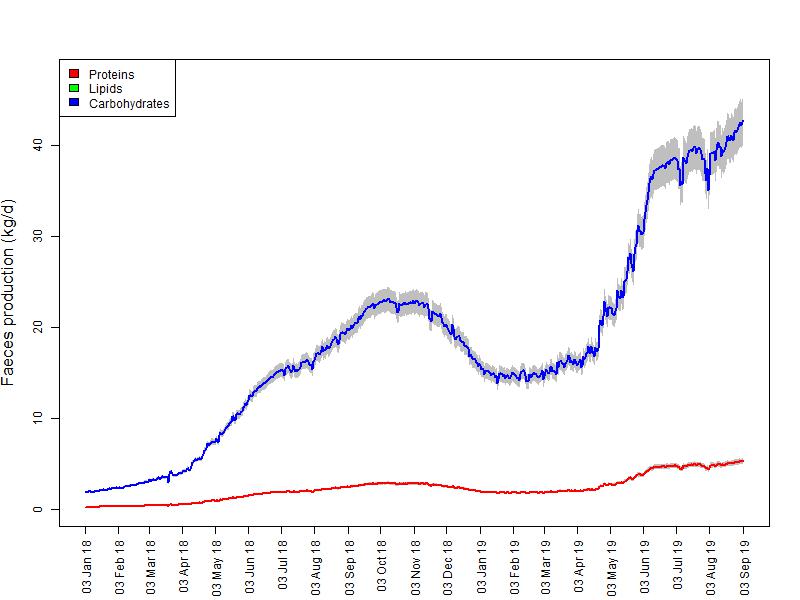 Proteins
Lipids
Carbohydrates
Faeces production (kg/d)
40
30
20
10
0
03 Jan 18
03 Feb 18
03 Mar 18
03 Apr 18
03 May 18
03 Jun 18
03 Jul 18
03 Aug 18
03 Sep 18
03 Oct 18
03 Nov 18
03 Dec 18
03 Jan 19
03 Feb 19
03 Mar 19
03 Apr 19
03 May 19
03 Jun 19
03 Jul 19
03 Aug 19
03 Sep 19